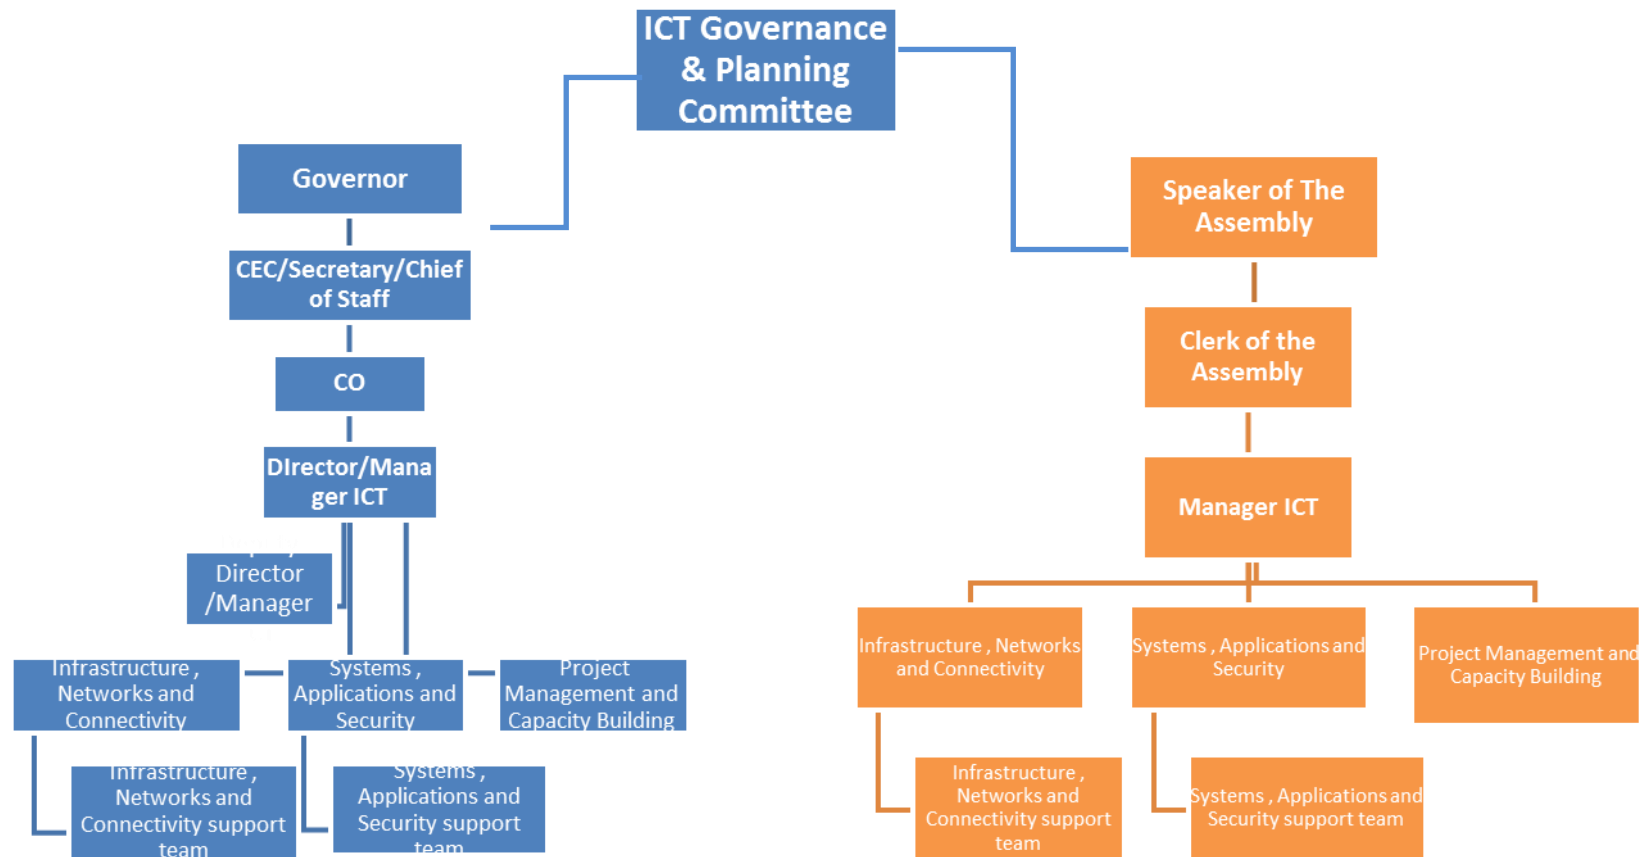 ICT Governance
& Planning
Committee
Governor
CEC/Secretary/Chief
of Staff
CO
DIrector/Mana
ger ICT
Director
/Manager
Infrastructure ,
Networks and
Connectivity
Systems ,
Applications and
Security
Project
Management and
Capacity Building
Infrastructure ,
Networks and
Connectivity support
team
Systems ,
Applications and
Security support
team
Speaker of The
Assembly
Clerk of the
Assembly
Manager ICT
Infrastructure , Networks
and Connectivity
Systems , Applications and
Security
Project Management and
Capacity Building
Infrastructure ,
Networks and
Connectivity support
team
Systems , Applications and
Security support team